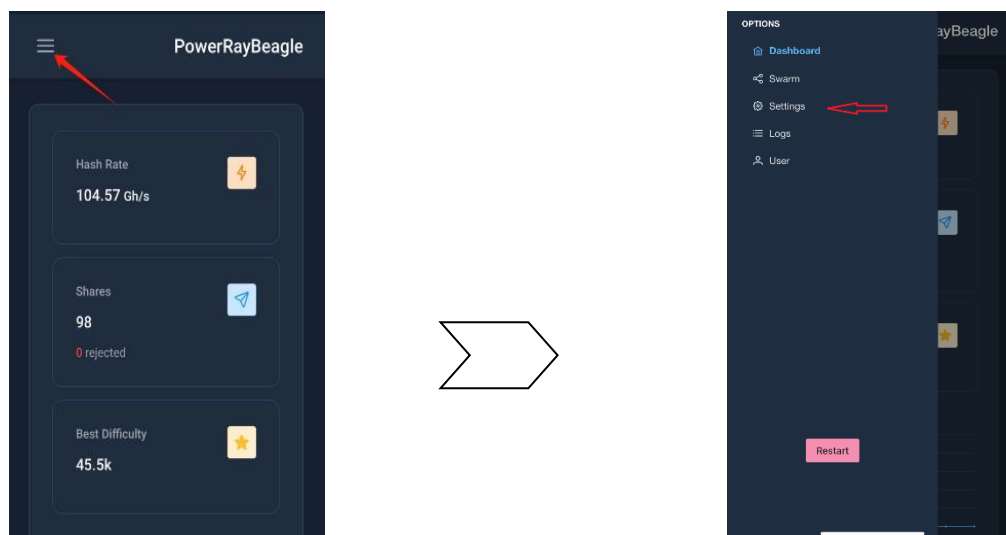 PowerRayBeagle
Hash Rate
104.57 Gh/s
Shares
98
0 rejected
Best Difficulty
45.5k
OPTIONS
ayBeagle
Dashboard
Swarm
Settings
Logs
User
Restart